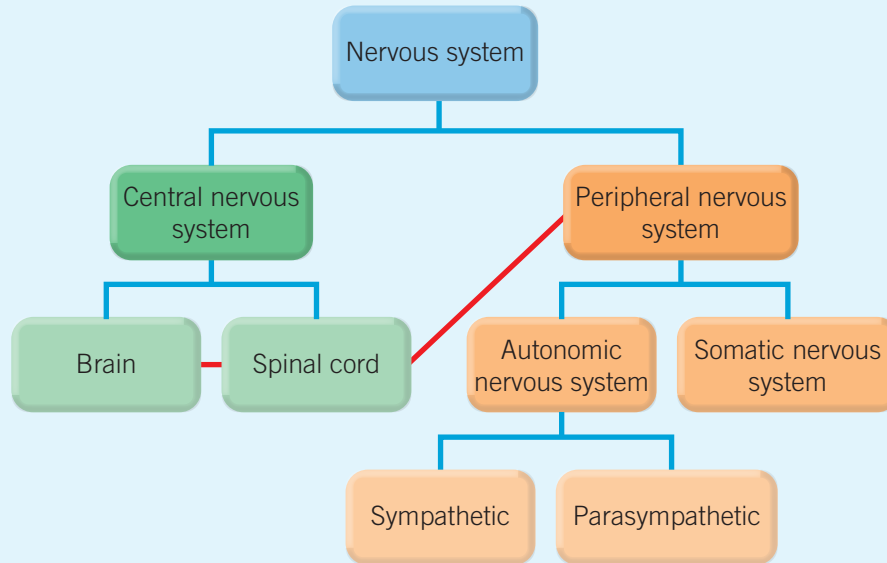 Nervous system
Central nervous
system
Peripheral nervous
system
Brain
Spinal cord
Autonomic
nervous system
Somatic nervous
system
Sympathetic
Parasympathetic